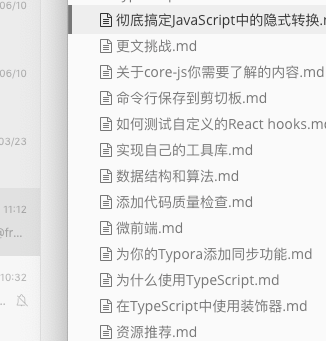 06/10
彻底搞定JavaScript中的隐式转换.
更文挑战.md
关于core-js你需要了解的内容.md
06/10
命令行保存到剪切板.md
如何测试自定义的React hooks.md
03/23
实现自己的工具库.md
数据结构和算法.md
11:12
添加代码质量检查.md
@fr...
微前端.md
为你的Typora添加同步功能.md
10:32
为什么使用TypeScript.md
...
在TypeScript中使用装饰器.md
资源推荐.md